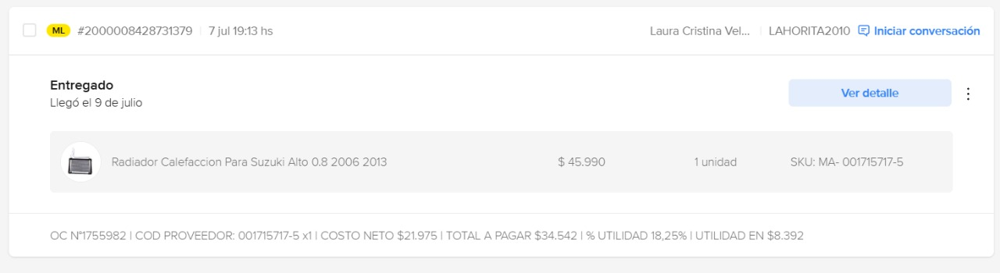 ML #2000008428731379 | 7 jul 19:13 hs Laura Cristina Vel... | LAHORITA2010 Iniciar conversación
Entregado
Llegó el 9 de julio
Ver detalle
Radiador Calefaccion Para Suzuki Alto 0.8 2006 2013 $ 45.990 1 unidad SKU: MA- 001715717-5
OC N°1755982 | COD PROVEEDOR: 001715717-5 x1 | COSTO NETO $21.975 | TOTAL A PAGAR $34.542 | % UTILIDAD 18,25% | UTILIDAD EN $8.392